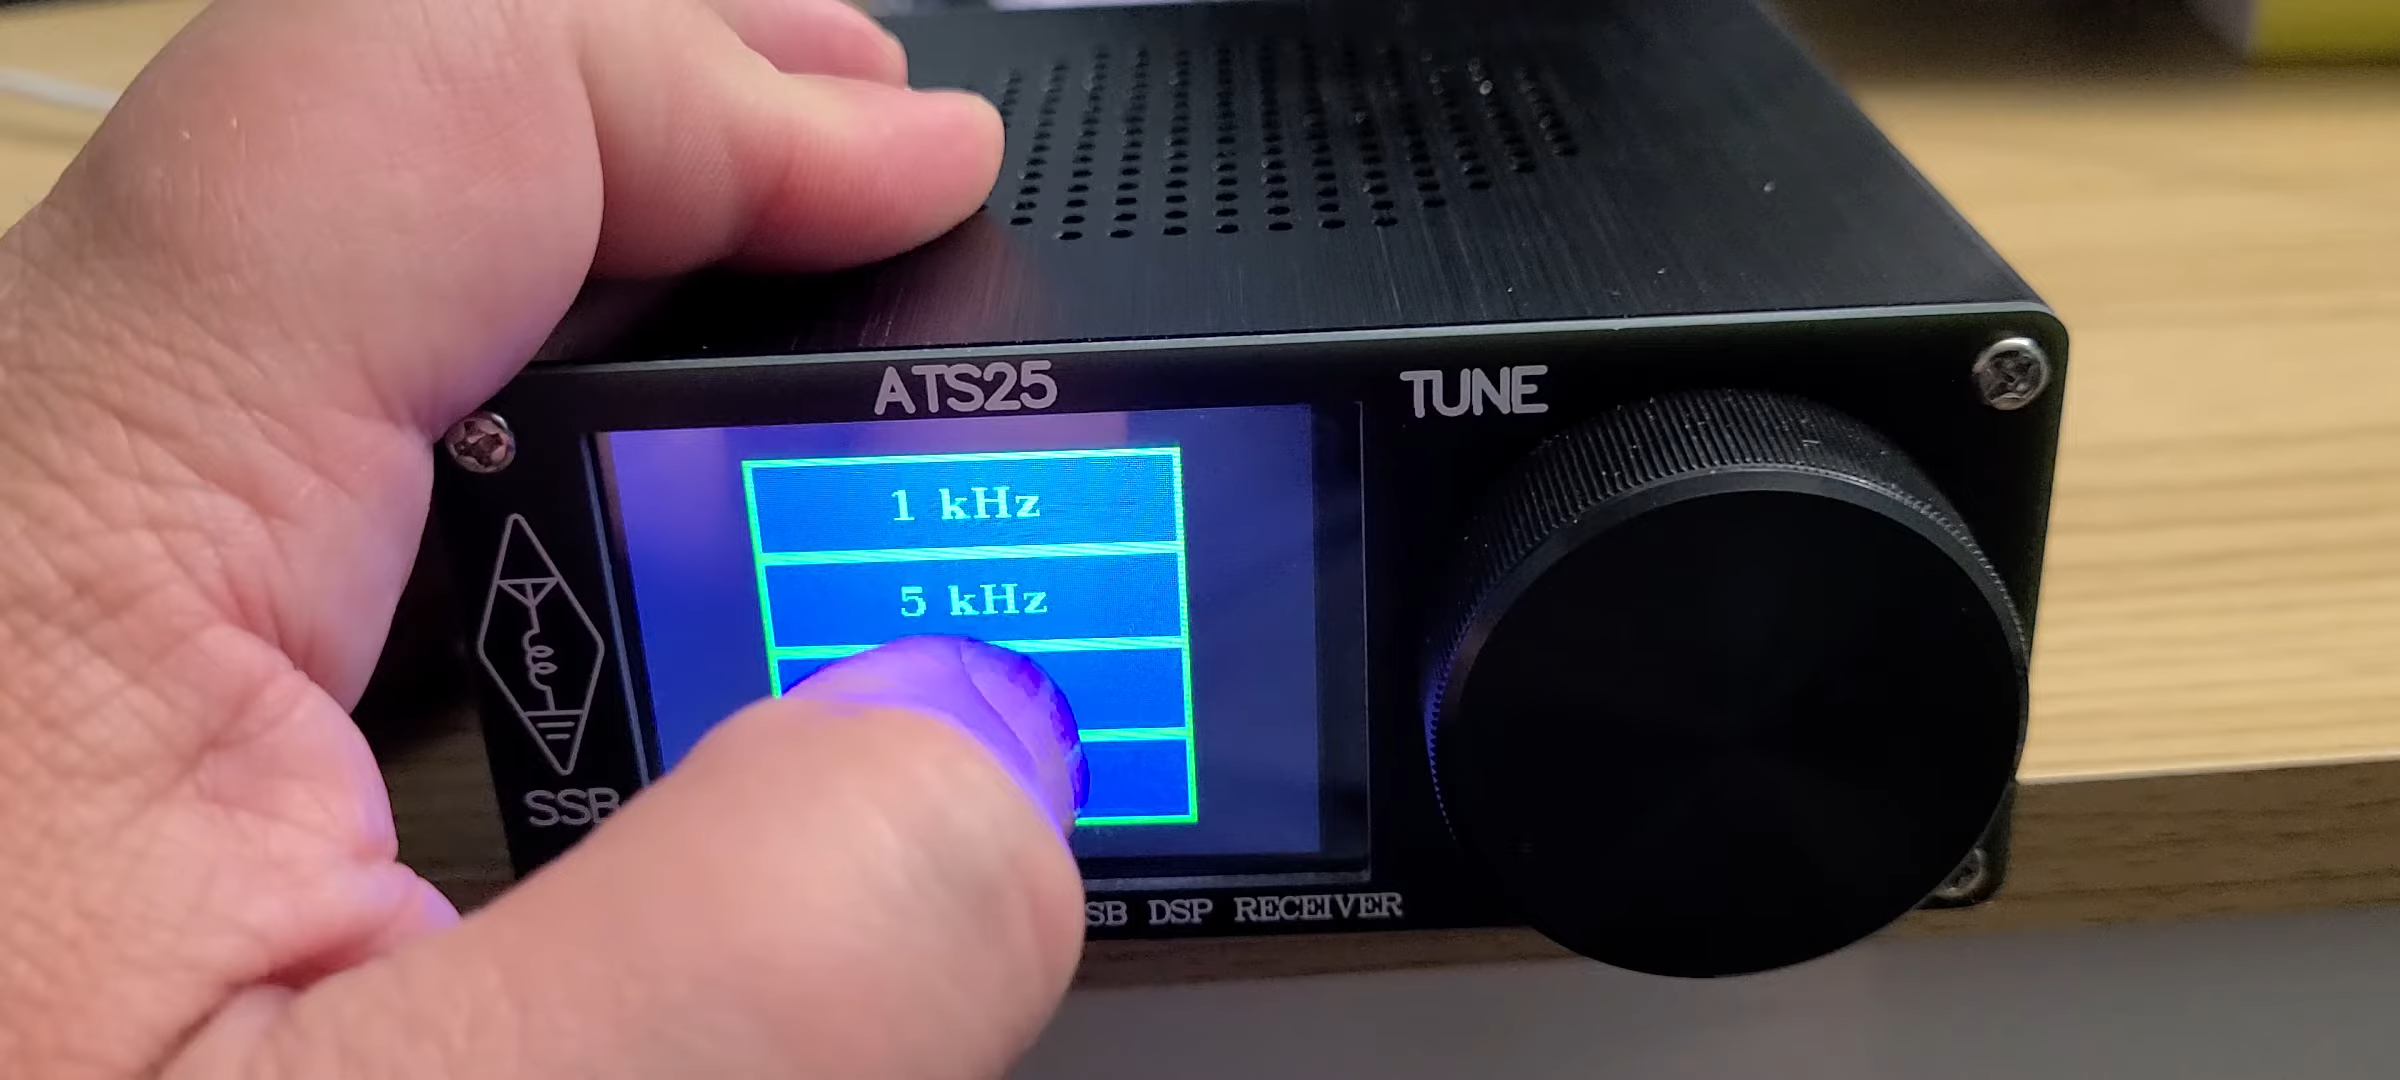 ATS25
TUNE
1 kHz
5 kHz
SSB
SB DSP RECEIVER